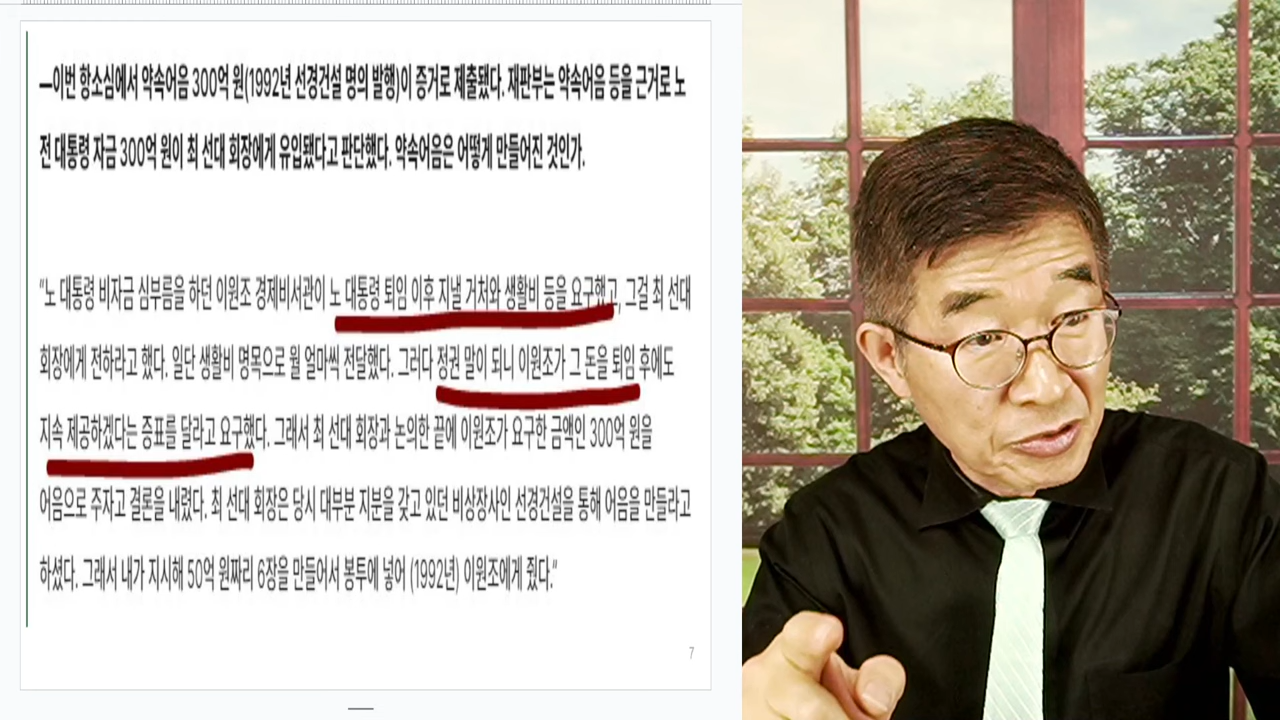 —이번 항소심에서 약속어음 300억 원(1992년 선경건설 명의 발행)이 증거로 제출됐다. 재판부는 약속어음 등을 근거로 노
전 대통령 자금 300억 원이 최 선대 회장에게 유입됐다고 판단했다. 약속어음은 어떻게 만들어진 것인가.
“노 대통령 비자금 심부름을 하던 이원조 경제비서관이 노 대통령 퇴임 이후 지낼 거처와 생활비 등을 요구했고, 그걸 최 선대
회장에게 전하라고 했다. 일단 생활비 명목으로 월 얼마씩 전달했다. 그러다 정권 말이 되니 이원조가 그 돈을 퇴임 후에도
지속 제공하겠다는 증표를 달라고 요구했다. 그래서 최 선대 회장과 논의한 끝에 이원조가 요구한 금액인 300억 원을
어음으로 주자고 결론을 내렸다. 최 선대 회장은 당시 대부분 지분을 갖고 있던 비상장사인 선경건설을 통해 어음을 만들라고
하셨다. 그래서 내가 지시해 50억 원짜리 6장을 만들어서 봉투에 넣어 (1992년) 이원조에게 줬다.”
7